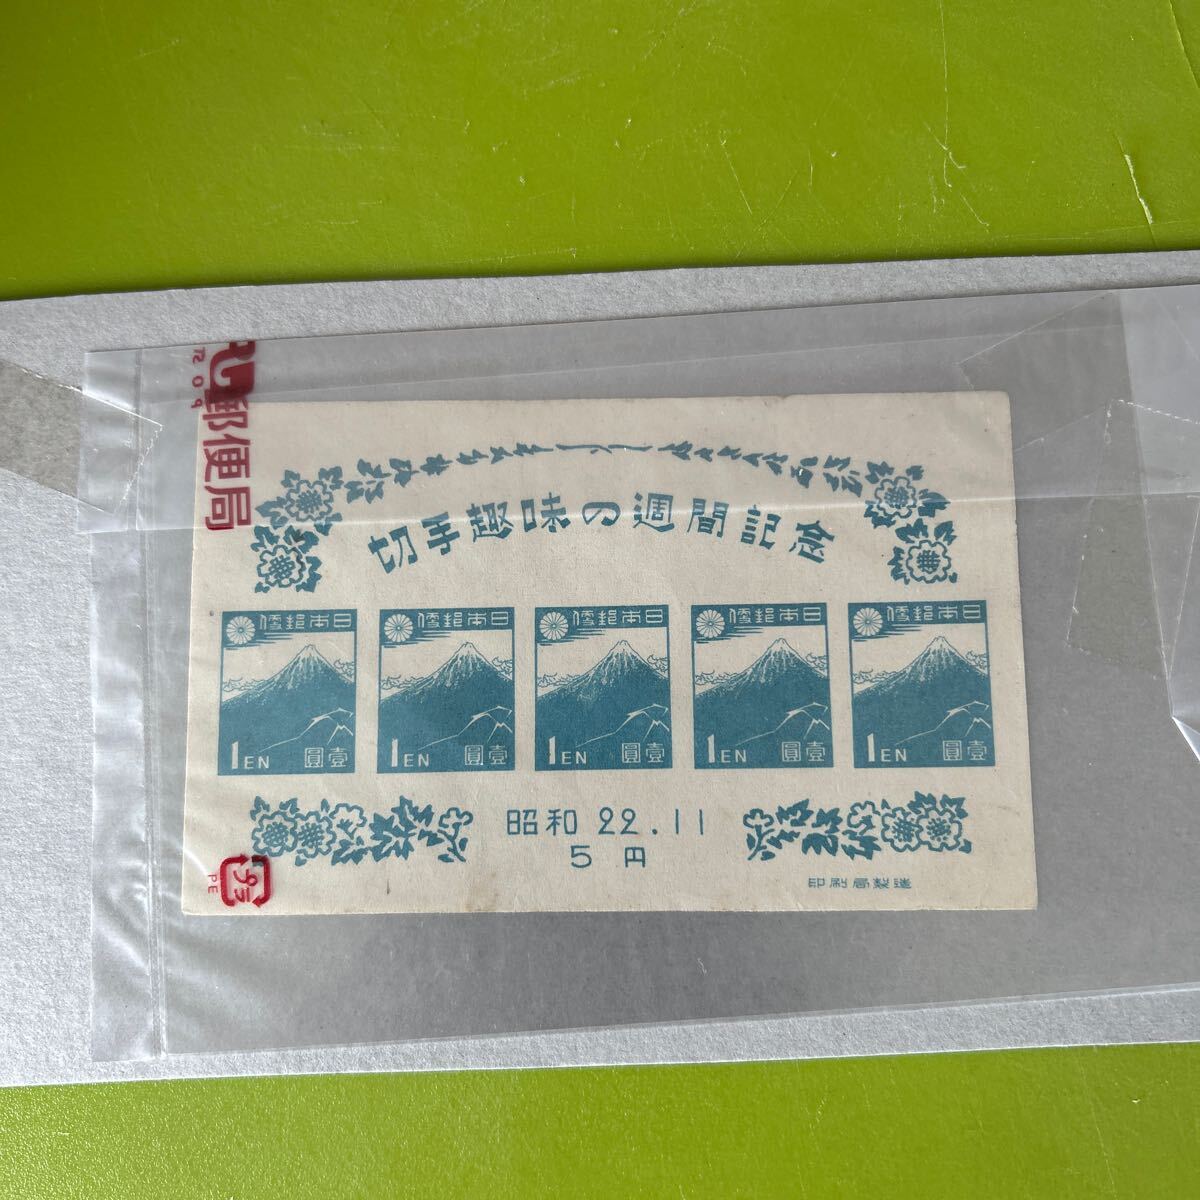 郵便局
切手趣味の週間記念
便郵本日
1EN 圓壹
便郵本日
1EN 圓壹
便郵本日
1EN 圓壹
便郵本日
1EN 圓壹
便郵本日
1EN 圓壹
昭和 22.11
5円
印刷局製造
プラ
PE